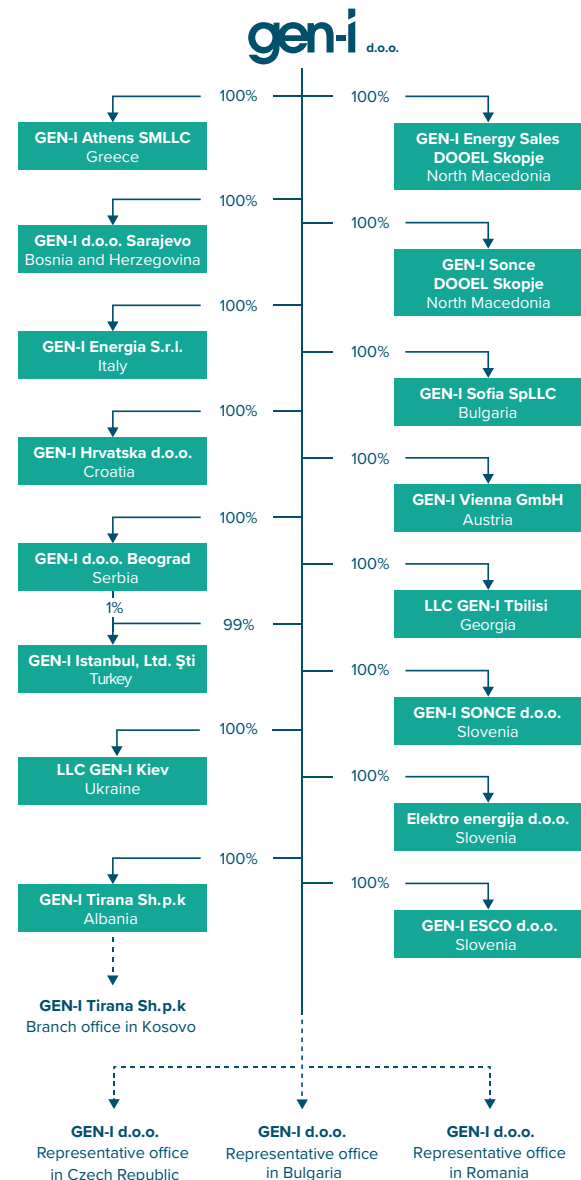 gen-i d.o.o.
100%
GEN-I Athens SMLLC
Greece
100%
GEN-I d.o.o. Sarajevo
Bosnia and Herzegovina
100%
GEN-I Energia S.r.l.
Italy
100%
GEN-I Hrvatska d.o.o.
Croatia
100%
GEN-I d.o.o. Beograd
Serbia
1%
99%
GEN-I Istanbul, Ltd. Şti
Turkey
100%
LLC GEN-I Kiev
Ukraine
100%
GEN-I Tirana Sh.p.k
Albania
GEN-I Tirana Sh.p.k
Branch office in Kosovo
100%
GEN-I Energy Sales
DOOEL Skopje
North Macedonia
100%
GEN-I Sonce
DOOEL Skopje
North Macedonia
100%
GEN-I Sofia SpLLC
Bulgaria
100%
GEN-I Vienna GmbH
Austria
100%
LLC GEN-I Tbilisi
Georgia
100%
GEN-I SONCE d.o.o.
Slovenia
100%
Elektro energija d.o.o.
Slovenia
100%
GEN-I ESCO d.o.o.
Slovenia
GEN-I d.o.o.
Representative office
in Czech Republic
GEN-I d.o.o.
Representative office
in Bulgaria
GEN-I d.o.o.
Representative office
in Romania